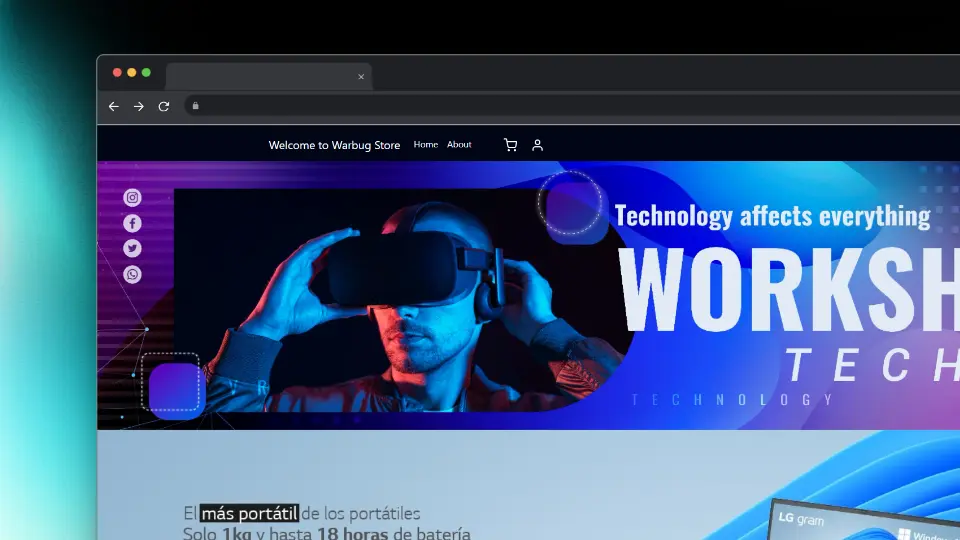 Welcome to Warbug Store Home About
Technology affects everything
WORKSH
TECH
V R
TECHNOLOGY
El más portátil de los portátiles
Solo 1kg y hasta 18 horas de batería
LG gram
Window